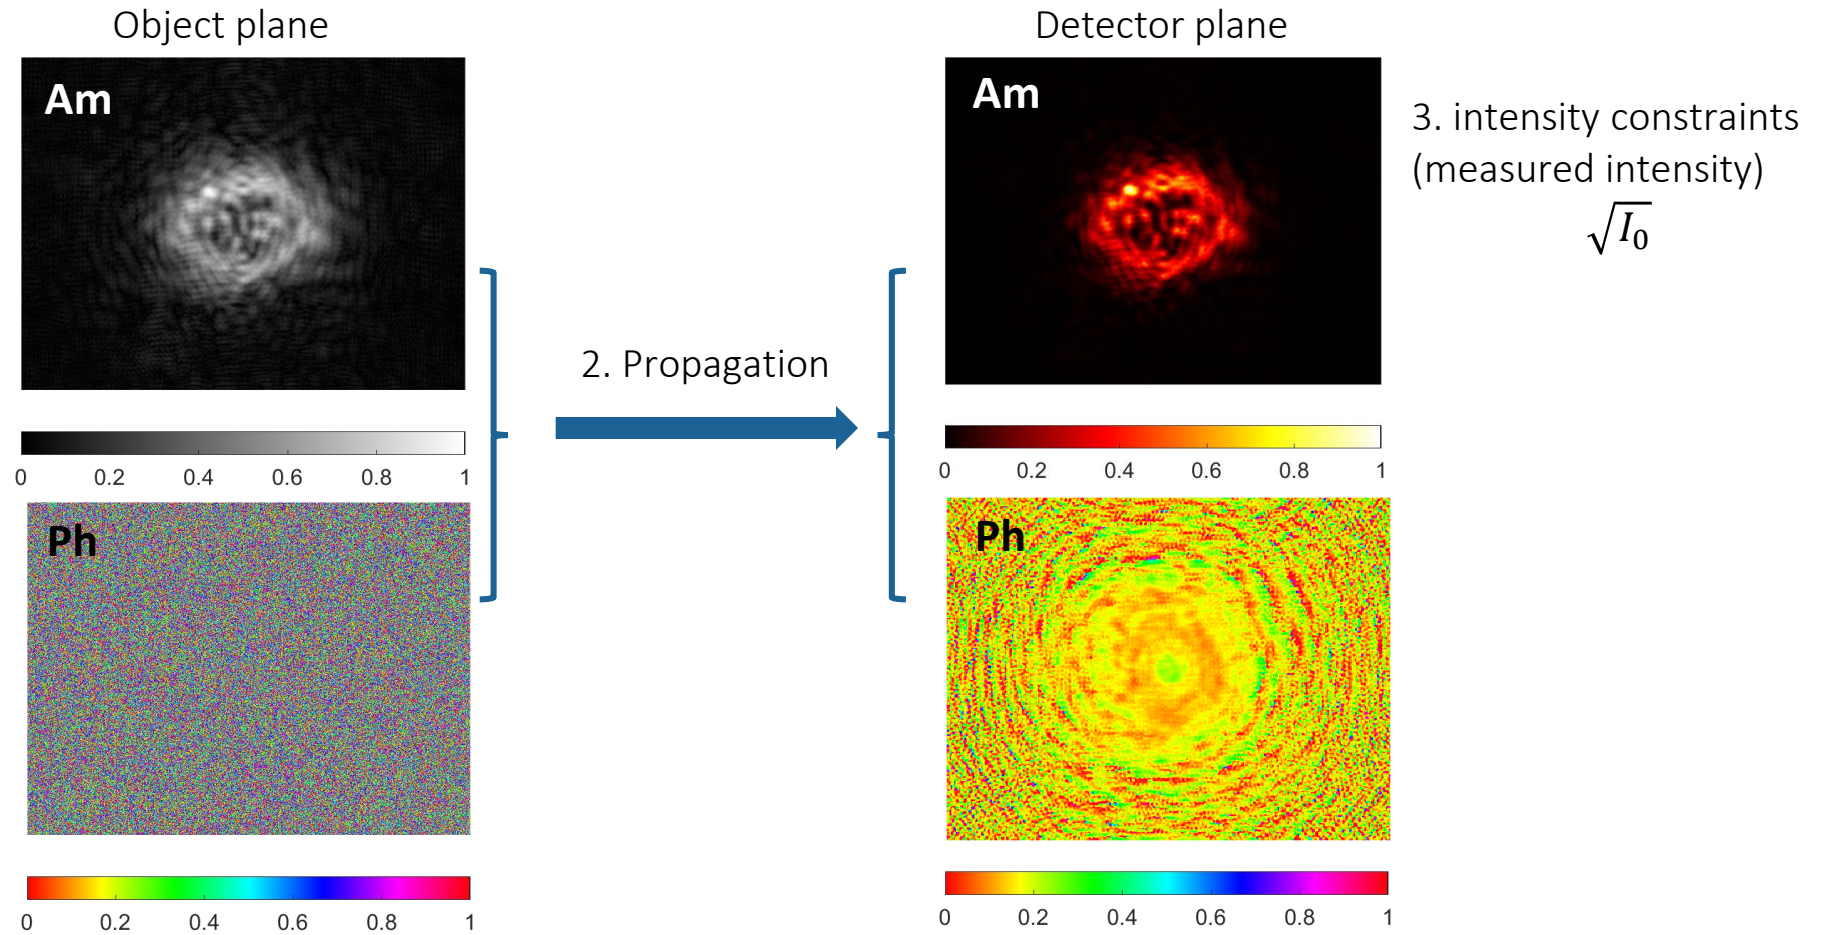 Object plane
Detector plane
Am
Am
3. intensity constraints
(measured intensity)
√I₀
2. Propagation
0 0.2 0.4 0.6 0.8 1
0 0.2 0.4 0.6 0.8 1
Ph
Ph
0 0.2 0.4 0.6 0.8 1
0 0.2 0.4 0.6 0.8 1